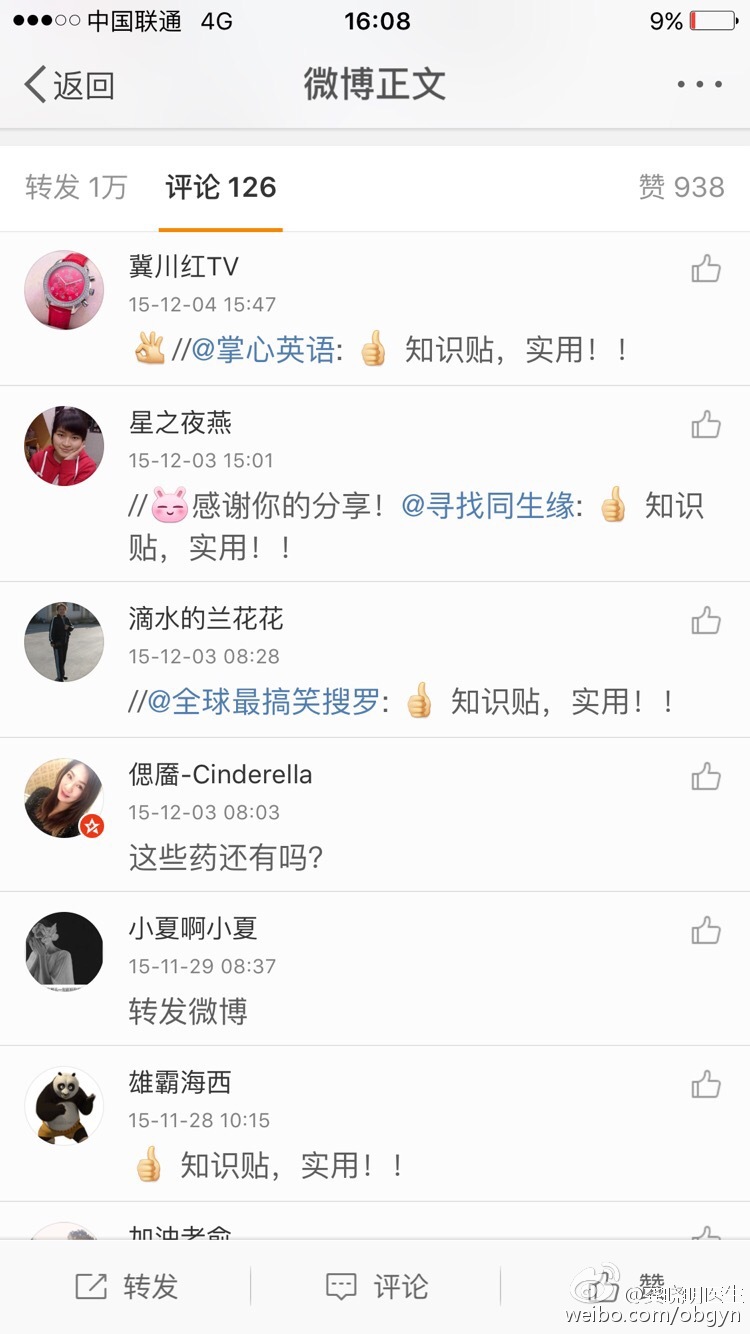 中国联通 4G 16:08 9%
返回 微博正文
转发 1万 评论 126 赞 938
冀川红TV
15-12-04 15:47
//@掌心英语: 知识贴，实用！！
星之夜燕
15-12-03 15:01
//感谢你的分享！@寻找同生缘: 知识
贴，实用！！
滴水的兰花花
15-12-03 08:28
//@全球最搞笑搜罗: 知识贴，实用！！
偲靥-Cinderella
15-12-03 08:03
这些药还有吗?
小夏啊小夏
15-11-29 08:37
转发微博
雄霸海西
15-11-28 10:15
知识贴，实用！！
加油老俞
转发 评论 赞
weibo.com/obgyn